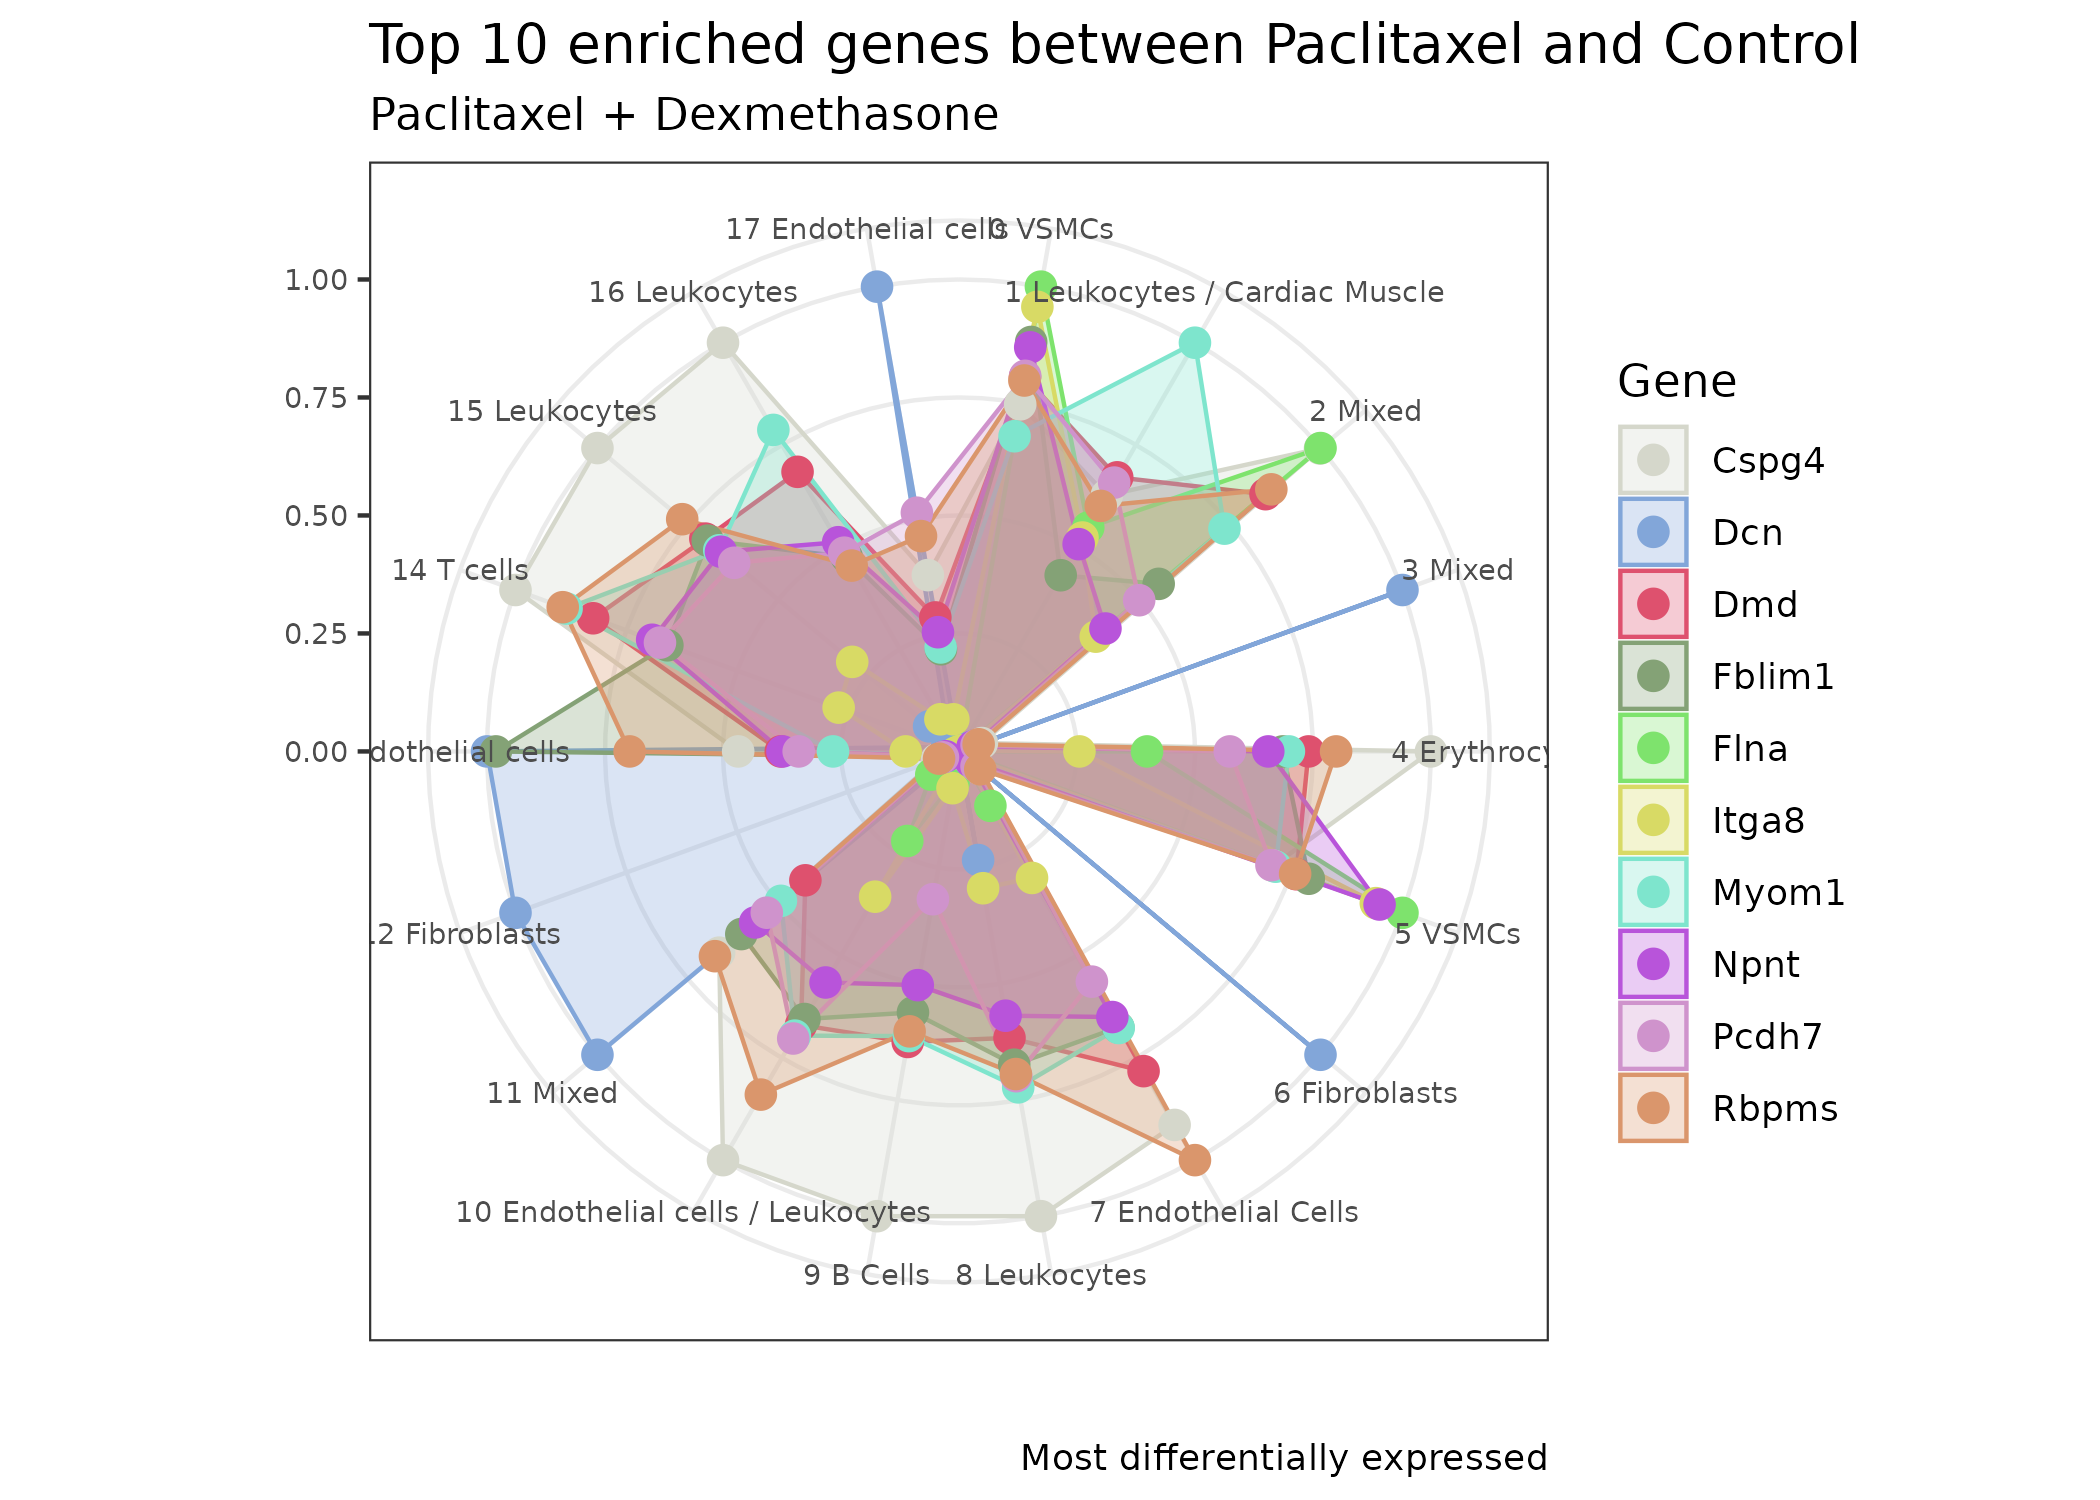 Top 10 enriched genes between Paclitaxel and Control
Paclitaxel + Dexmethasone
17 Endothelial cells
0 VSMCs
16 Leukocytes
1 Leukocytes / Cardiac Muscle
15 Leukocytes
2 Mixed
14 T cells
3 Mixed
dothelial cells
4 Erythrocy
12 Fibroblasts
5 VSMCs
11 Mixed
6 Fibroblasts
10 Endothelial cells / Leukocytes
7 Endothelial Cells
9 B Cells
8 Leukocytes
1.00
0.75
0.50
0.25
0.00
Gene
Cspg4
Dcn
Dmd
Fblim1
Flna
Itga8
Myom1
Npnt
Pcdh7
Rbpms
Most differentially expressed